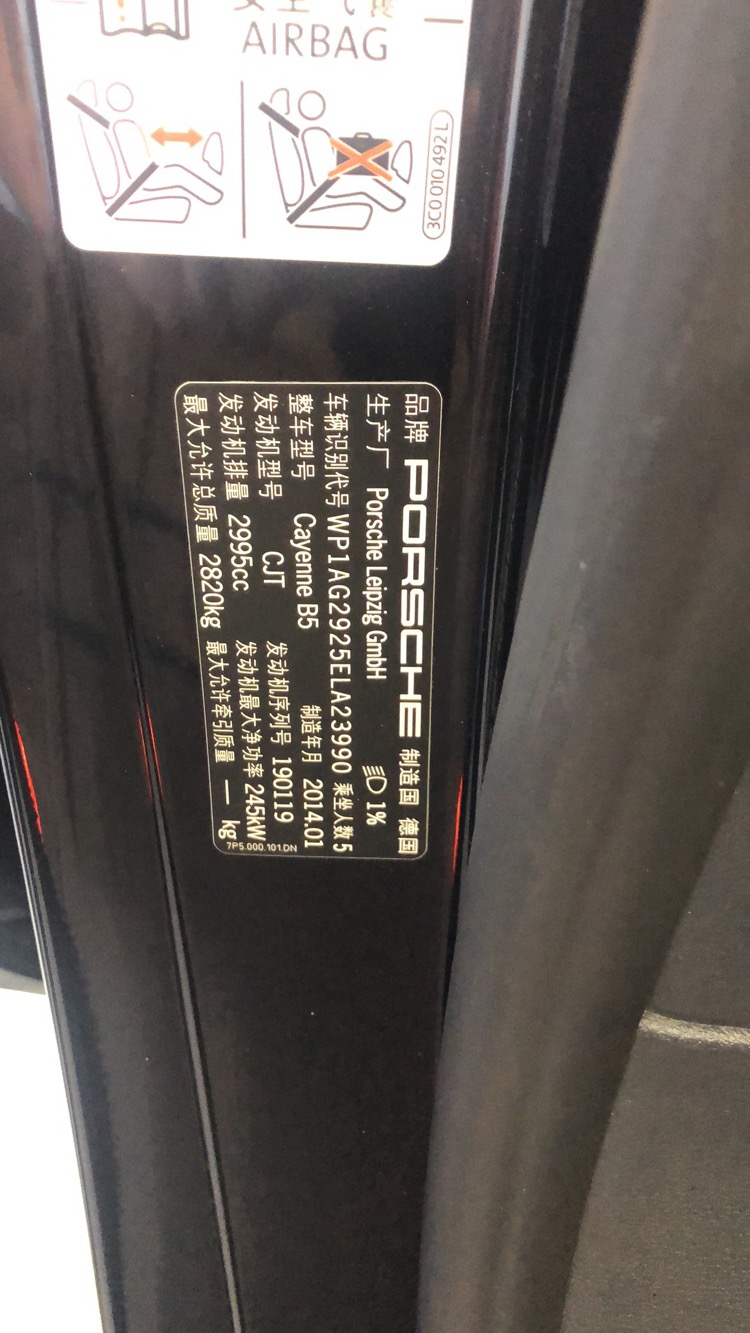 AIRBAG
3C0 010 492 L
品牌 PORSCHE 制造国 德国
生产厂 Porsche Leipzig GmbH 1%
车辆识别代号 WP1AG2925ELA23990 乘坐人数 5
整车型号 Cayenne B5 制造年月 2014.01
发动机型号 CJT 发动机序列号 190119
发动机排量 2995cc 发动机最大净功率 245kW
最大允许总质量 2820kg 最大允许牵引质量 — kg
7P5.000.101.DN